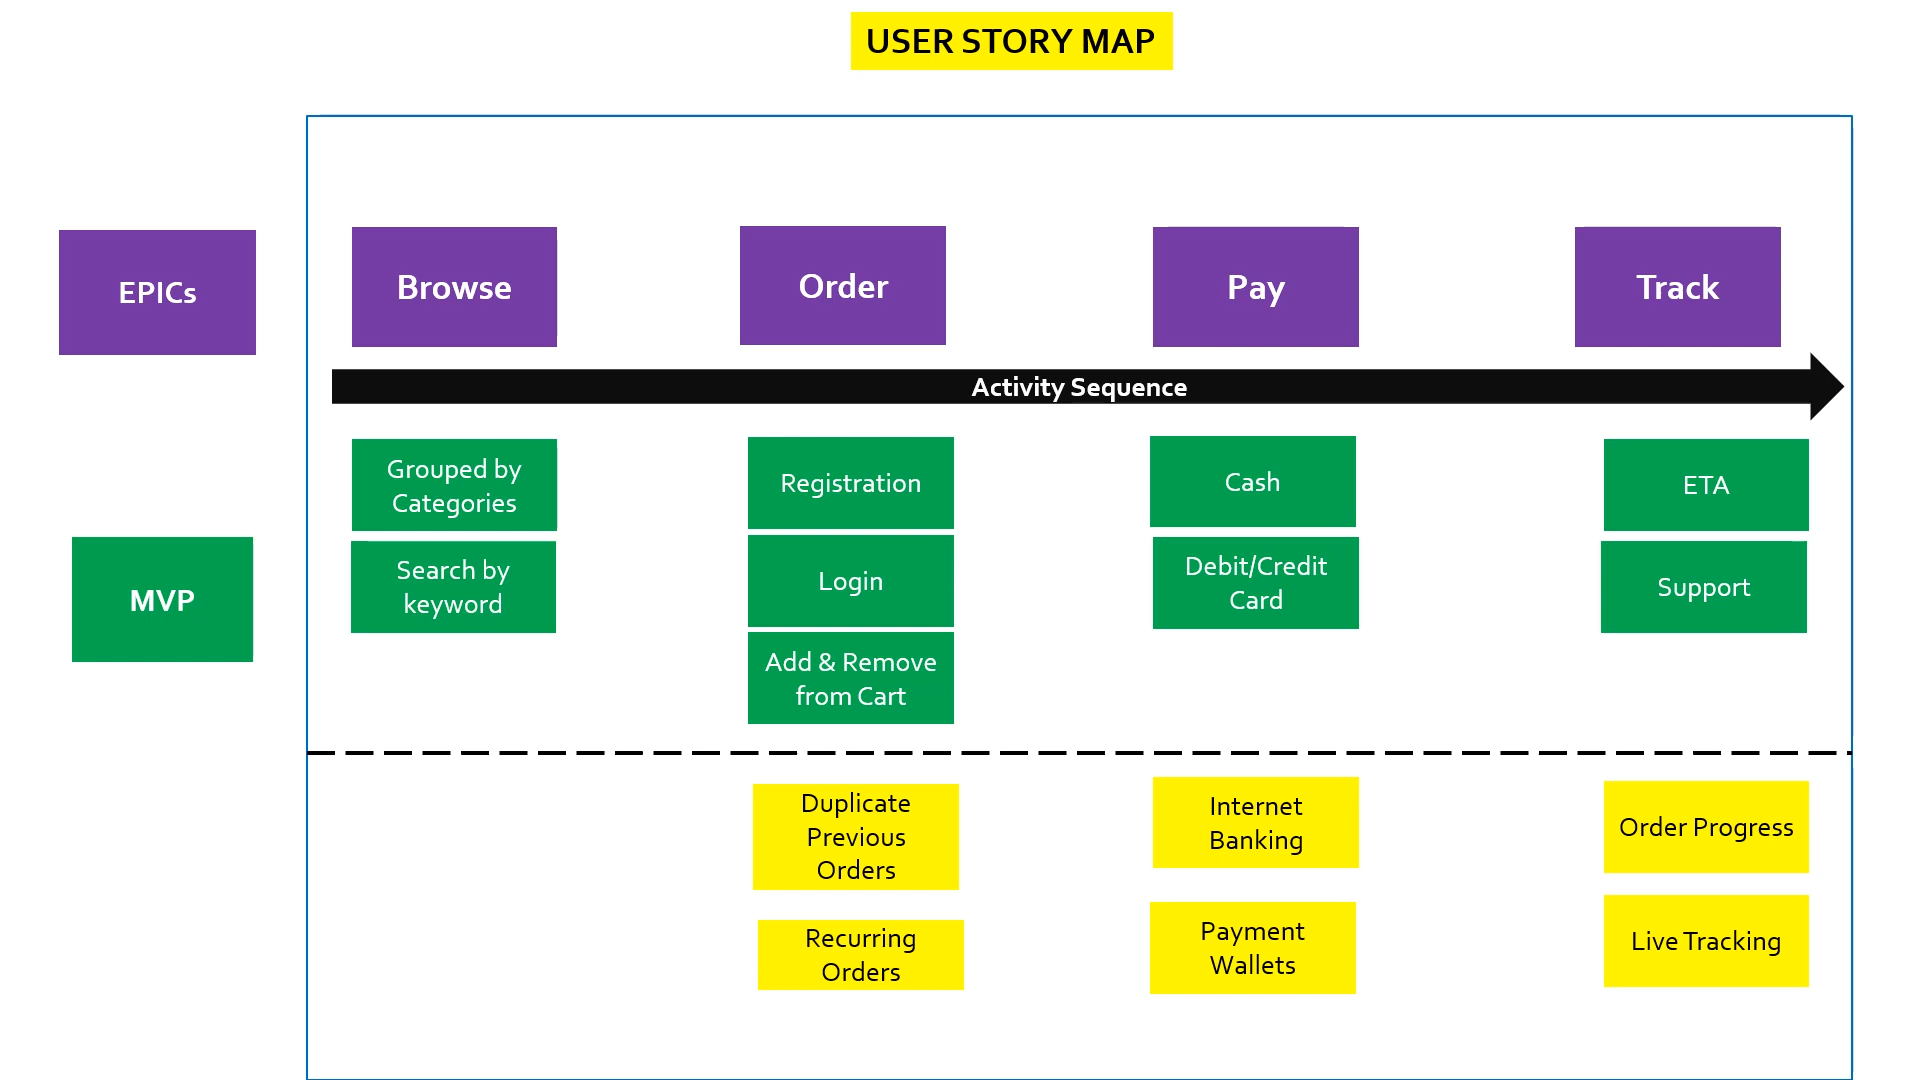 USER STORY MAP
EPICs
Browse
Order
Pay
Track
Activity Sequence
MVP
Grouped by
Categories
Search by
keyword
Registration
Login
Add & Remove
from Cart
Cash
Debit/Credit
Card
ETA
Support
Duplicate
Previous
Orders
Recurring
Orders
Internet
Banking
Payment
Wallets
Order Progress
Live Tracking